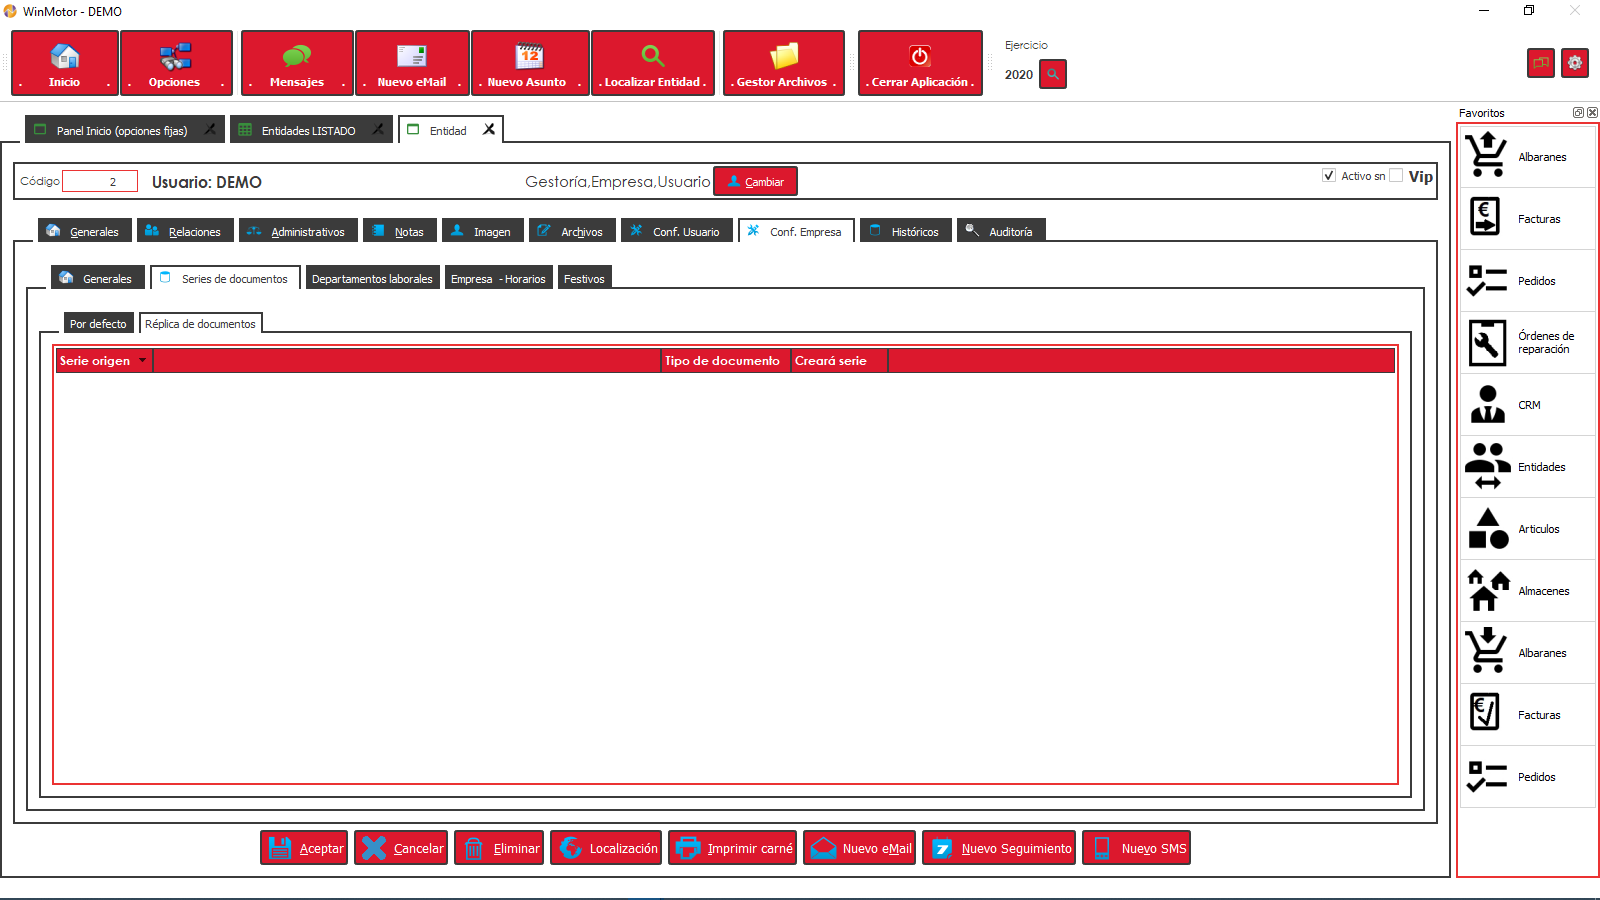 WinMotor - DEMO
. Inicio .
. Opciones .
. Mensajes .
. Nuevo eMail .
. Nuevo Asunto .
. Localizar Entidad .
. Gestor Archivos .
. Cerrar Aplicación .
Ejercicio
2020
Favoritos
Panel Inicio (opciones fijas)
Entidades LISTADO
Entidad
Código 2
Usuario: DEMO
Gestoría,Empresa,Usuario
Cambiar
Activo sn
Vip
Generales
Relaciones
Administrativos
Notas
Imagen
Archivos
Conf. Usuario
Conf. Empresa
Históricos
Auditoría
Generales
Series de documentos
Departamentos laborales
Empresa - Horarios
Festivos
Por defecto
Réplica de documentos
Serie origen
Tipo de documento
Creará serie
Albaranes
Facturas
Pedidos
Órdenes de
reparación
CRM
Entidades
Articulos
Almacenes
Albaranes
Facturas
Pedidos
Aceptar
Cancelar
Eliminar
Localización
Imprimir carné
Nuevo eMail
Nuevo Seguimiento
Nuevo SMS